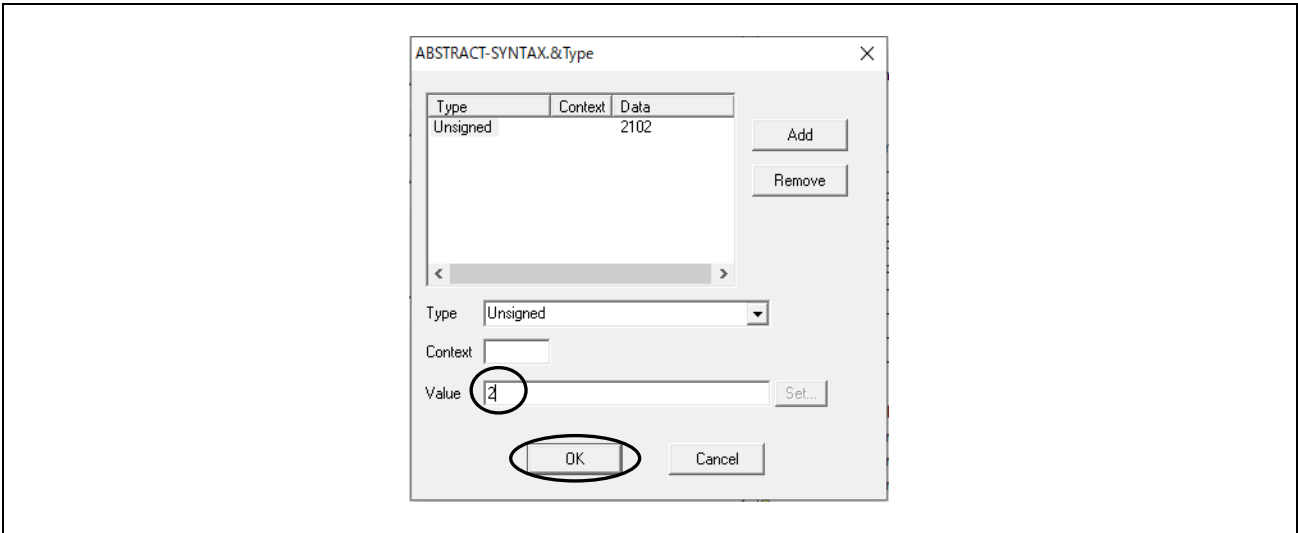 ABSTRACT-SYNTAX.&Type
Type Context Data
Unsigned 2102
Add
Remove
Type Unsigned
Context
Value 2 Set...
OK Cancel